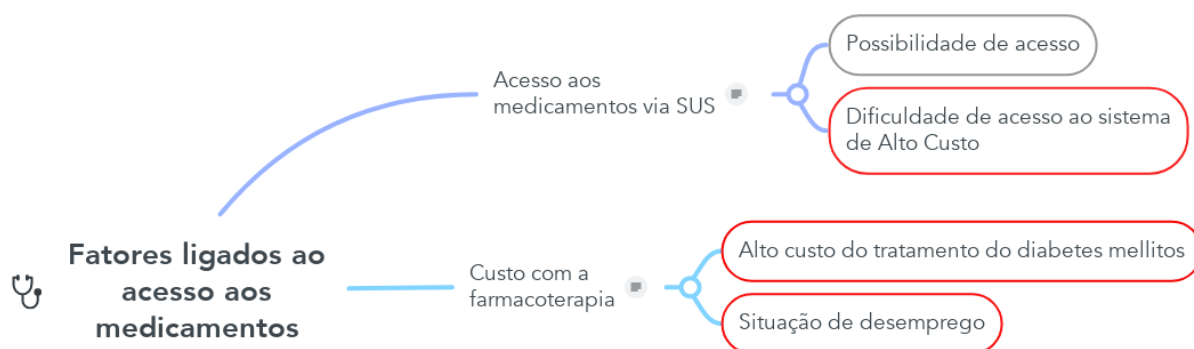 Possibilidade de acesso
Acesso aos
medicamentos via SUS
Dificuldade de acesso ao sistema
de Alto Custo
Fatores ligados ao
acesso aos
medicamentos
Alto custo do tratamento do diabetes mellitos
Custo com a
farmacoterapia
Situação de desemprego